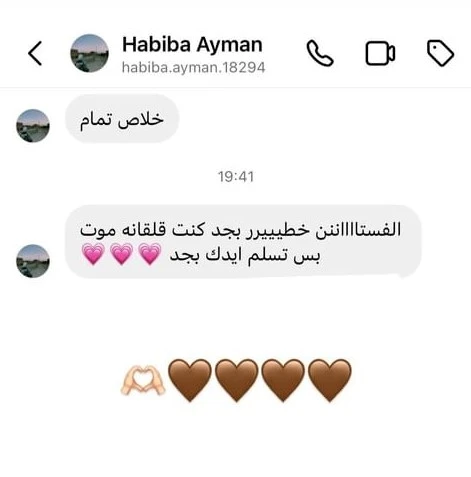 Habiba Ayman
habiba.ayman.18294
خلاص تمام
19:41
الفستااااننن خطيييرر بجد كنت قلقانه موت
بس تسلم ايدك بجد 💗 💗 💗
🫶🏻🤎🤎🤎🤎